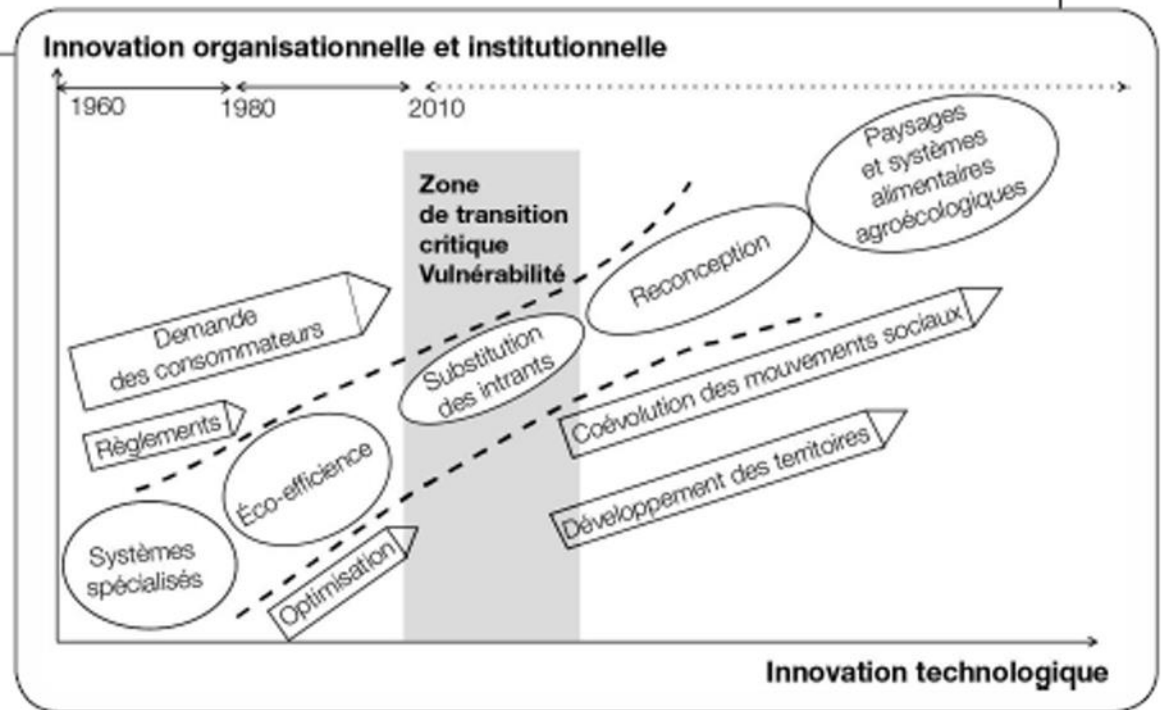 Innovation organisationnelle et institutionnelle
1960
1980
2010
Paysages
et systèmes
alimentaires
agroécologiques
Zone
de transition
critique
Vulnérabilité
Reconception
Demande
des consommateurs
Substitution
des intrants
Coévolution des mouvements sociaux
Règlements
Éco-efficience
Développement des territoires
Systèmes
spécialisés
Optimisation
Innovation technologique